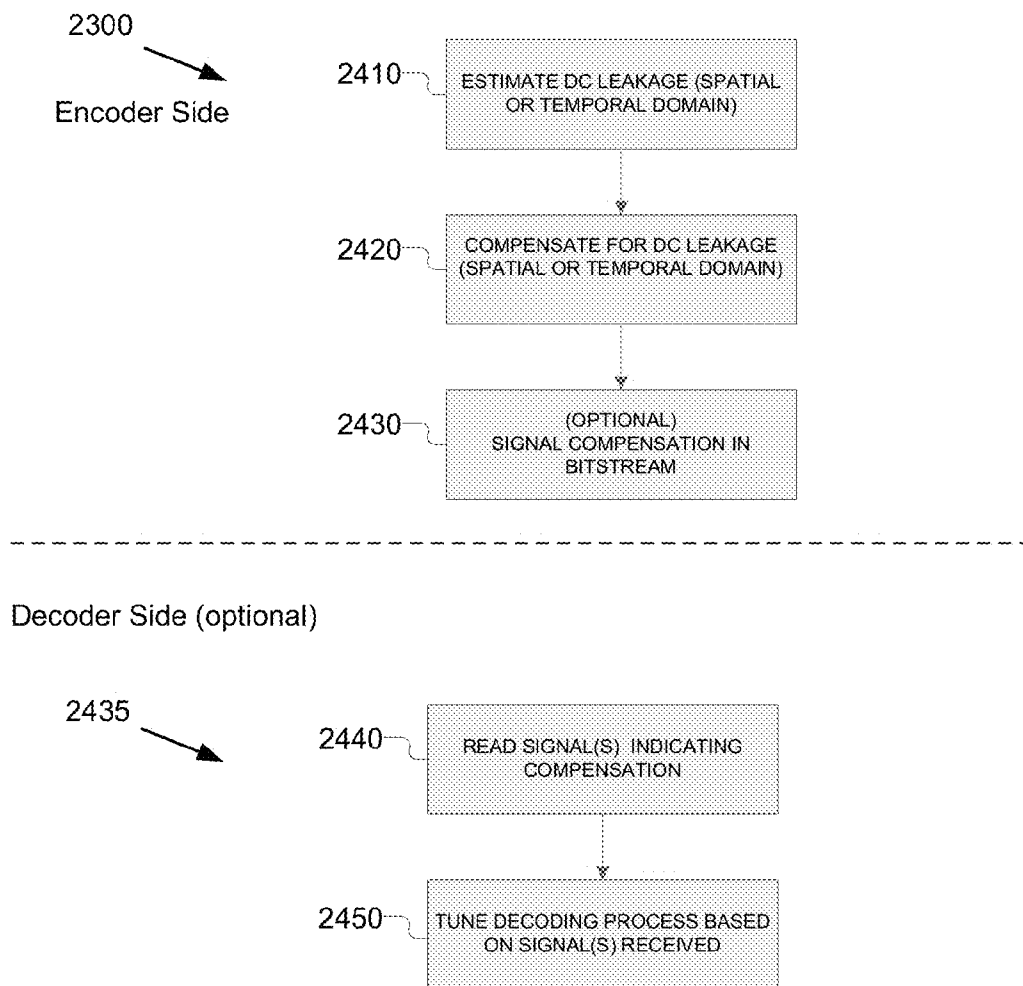 2300
Encoder Side
2410
ESTIMATE DC LEAKAGE (SPATIAL
OR TEMPORAL DOMAIN)
2420
COMPENSATE FOR DC LEAKAGE
(SPATIAL OR TEMPORAL DOMAIN)
2430
(OPTIONAL)
SIGNAL COMPENSATION IN
BITSTREAM
Decoder Side (optional)
2435
2440
READ SIGNAL(S) INDICATING
COMPENSATION
2450
TUNE DECODING PROCESS BASED
ON SIGNAL(S) RECEIVED